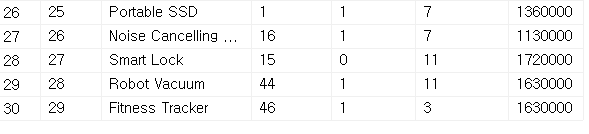 26 25 Portable SSD 1 1 7 1360000
27 26 Noise Cancelling ... 16 1 7 1130000
28 27 Smart Lock 15 0 11 1720000
29 28 Robot Vacuum 44 1 11 1630000
30 29 Fitness Tracker 46 1 3 1630000